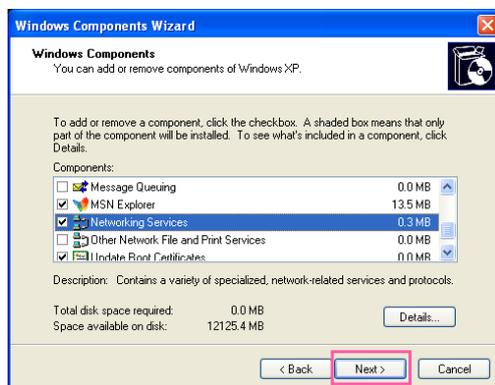 Windows Components Wizard
Windows Components
You can add or remove components of Windows XP.
To add or remove a component, click the checkbox. A shaded box means that only
part of the component will be installed. To see what's included in a component, click
Details.
Components:
Message Queuing 0.0 MB
MSN Explorer 13.5 MB
Networking Services 0.3 MB
Other Network File and Print Services 0.0 MB
Update Root Certificates 0.0 MB
Description: Contains a variety of specialized, network-related services and protocols.
Total disk space required: 0.0 MB
Space available on disk: 12125.4 MB
Details...
< Back Next > Cancel